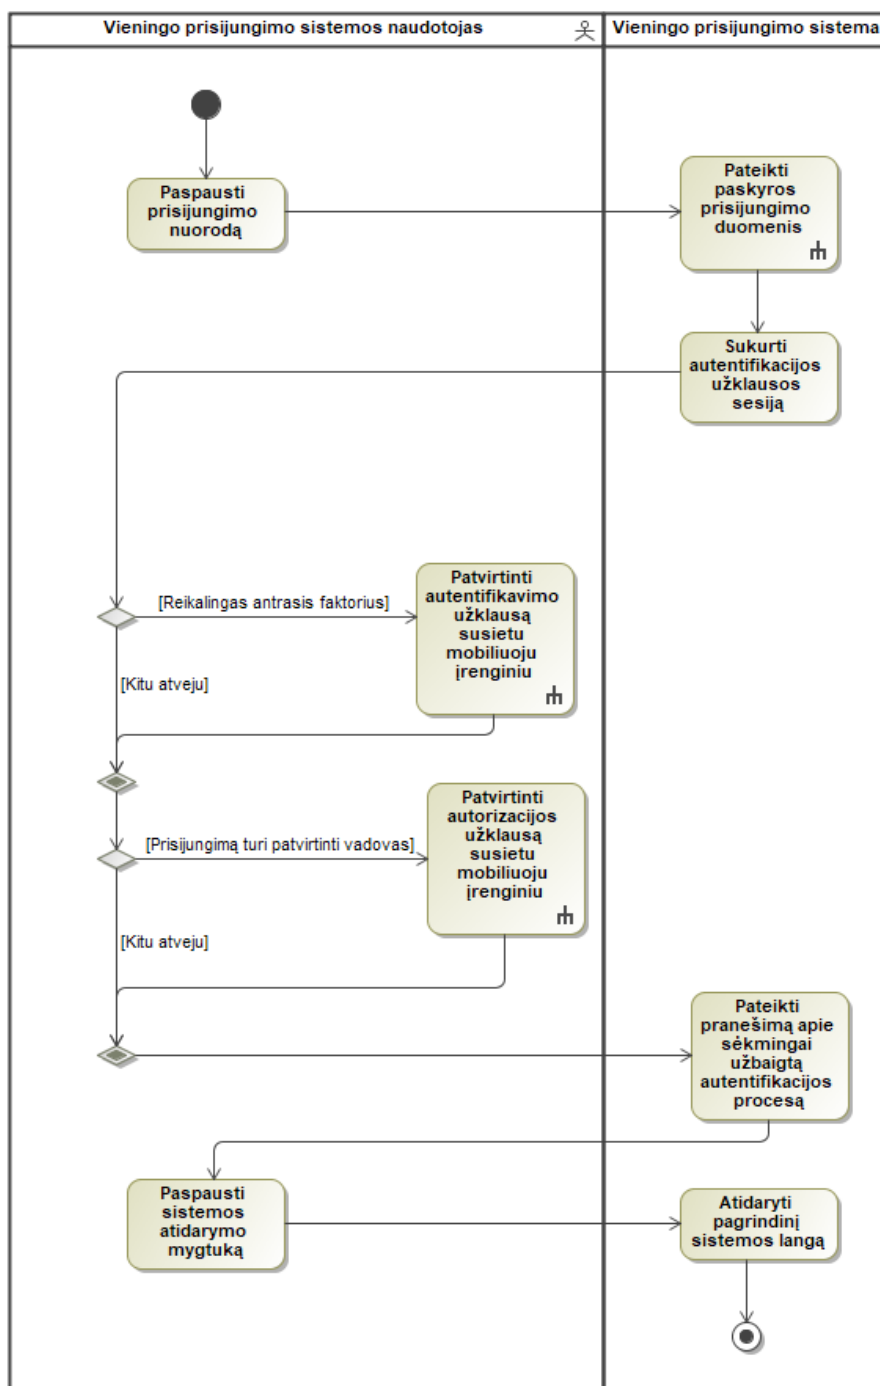 Vieningo prisijungimo sistemos naudotojas
Vieningo prisijungimo sistema
Paspausti
prisijungimo
nuorodą
Pateikti
paskyros
prisijungimo
duomenis
Sukurti
autentifikacijos
užklausos
sesiją
[Reikalingas antrasis faktorius]
Patvirtinti
autentifikavimo
užklausą
susietu
mobiliuoju
įrenginiu
[Kitu atveju]
[Prisijungimą turi patvirtinti vadovas]
Patvirtinti
autorizacijos
užklausą
susietu
mobiliuoju
įrenginiu
[Kitu atveju]
Pateikti
pranešimą apie
sėkmingai
užbaigtą
autentifikacijos
procesą
Paspausti
sistemos
atidarymo
mygtuką
Atidaryti
pagrindinį
sistemos langą